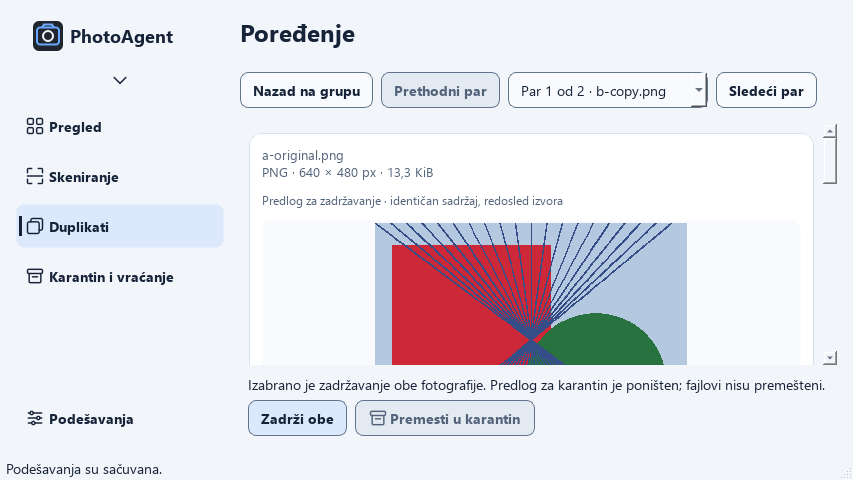 PhotoAgent
Pregled
Skeniranje
Duplikati
Karantin i vraćanje
Podešavanja
Podešavanja su sačuvana.
Poređenje
Nazad na grupu
Prethodni par
Par 1 od 2 · b-copy.png
Sledeći par
a-original.png
PNG · 640 × 480 px · 13,3 KiB
Predlog za zadržavanje · identičan sadržaj, redosled izvora
Izabrano je zadržavanje obe fotografije. Predlog za karantin je poništen; fajlovi nisu premešteni.
Zadrži obe
Premesti u karantin